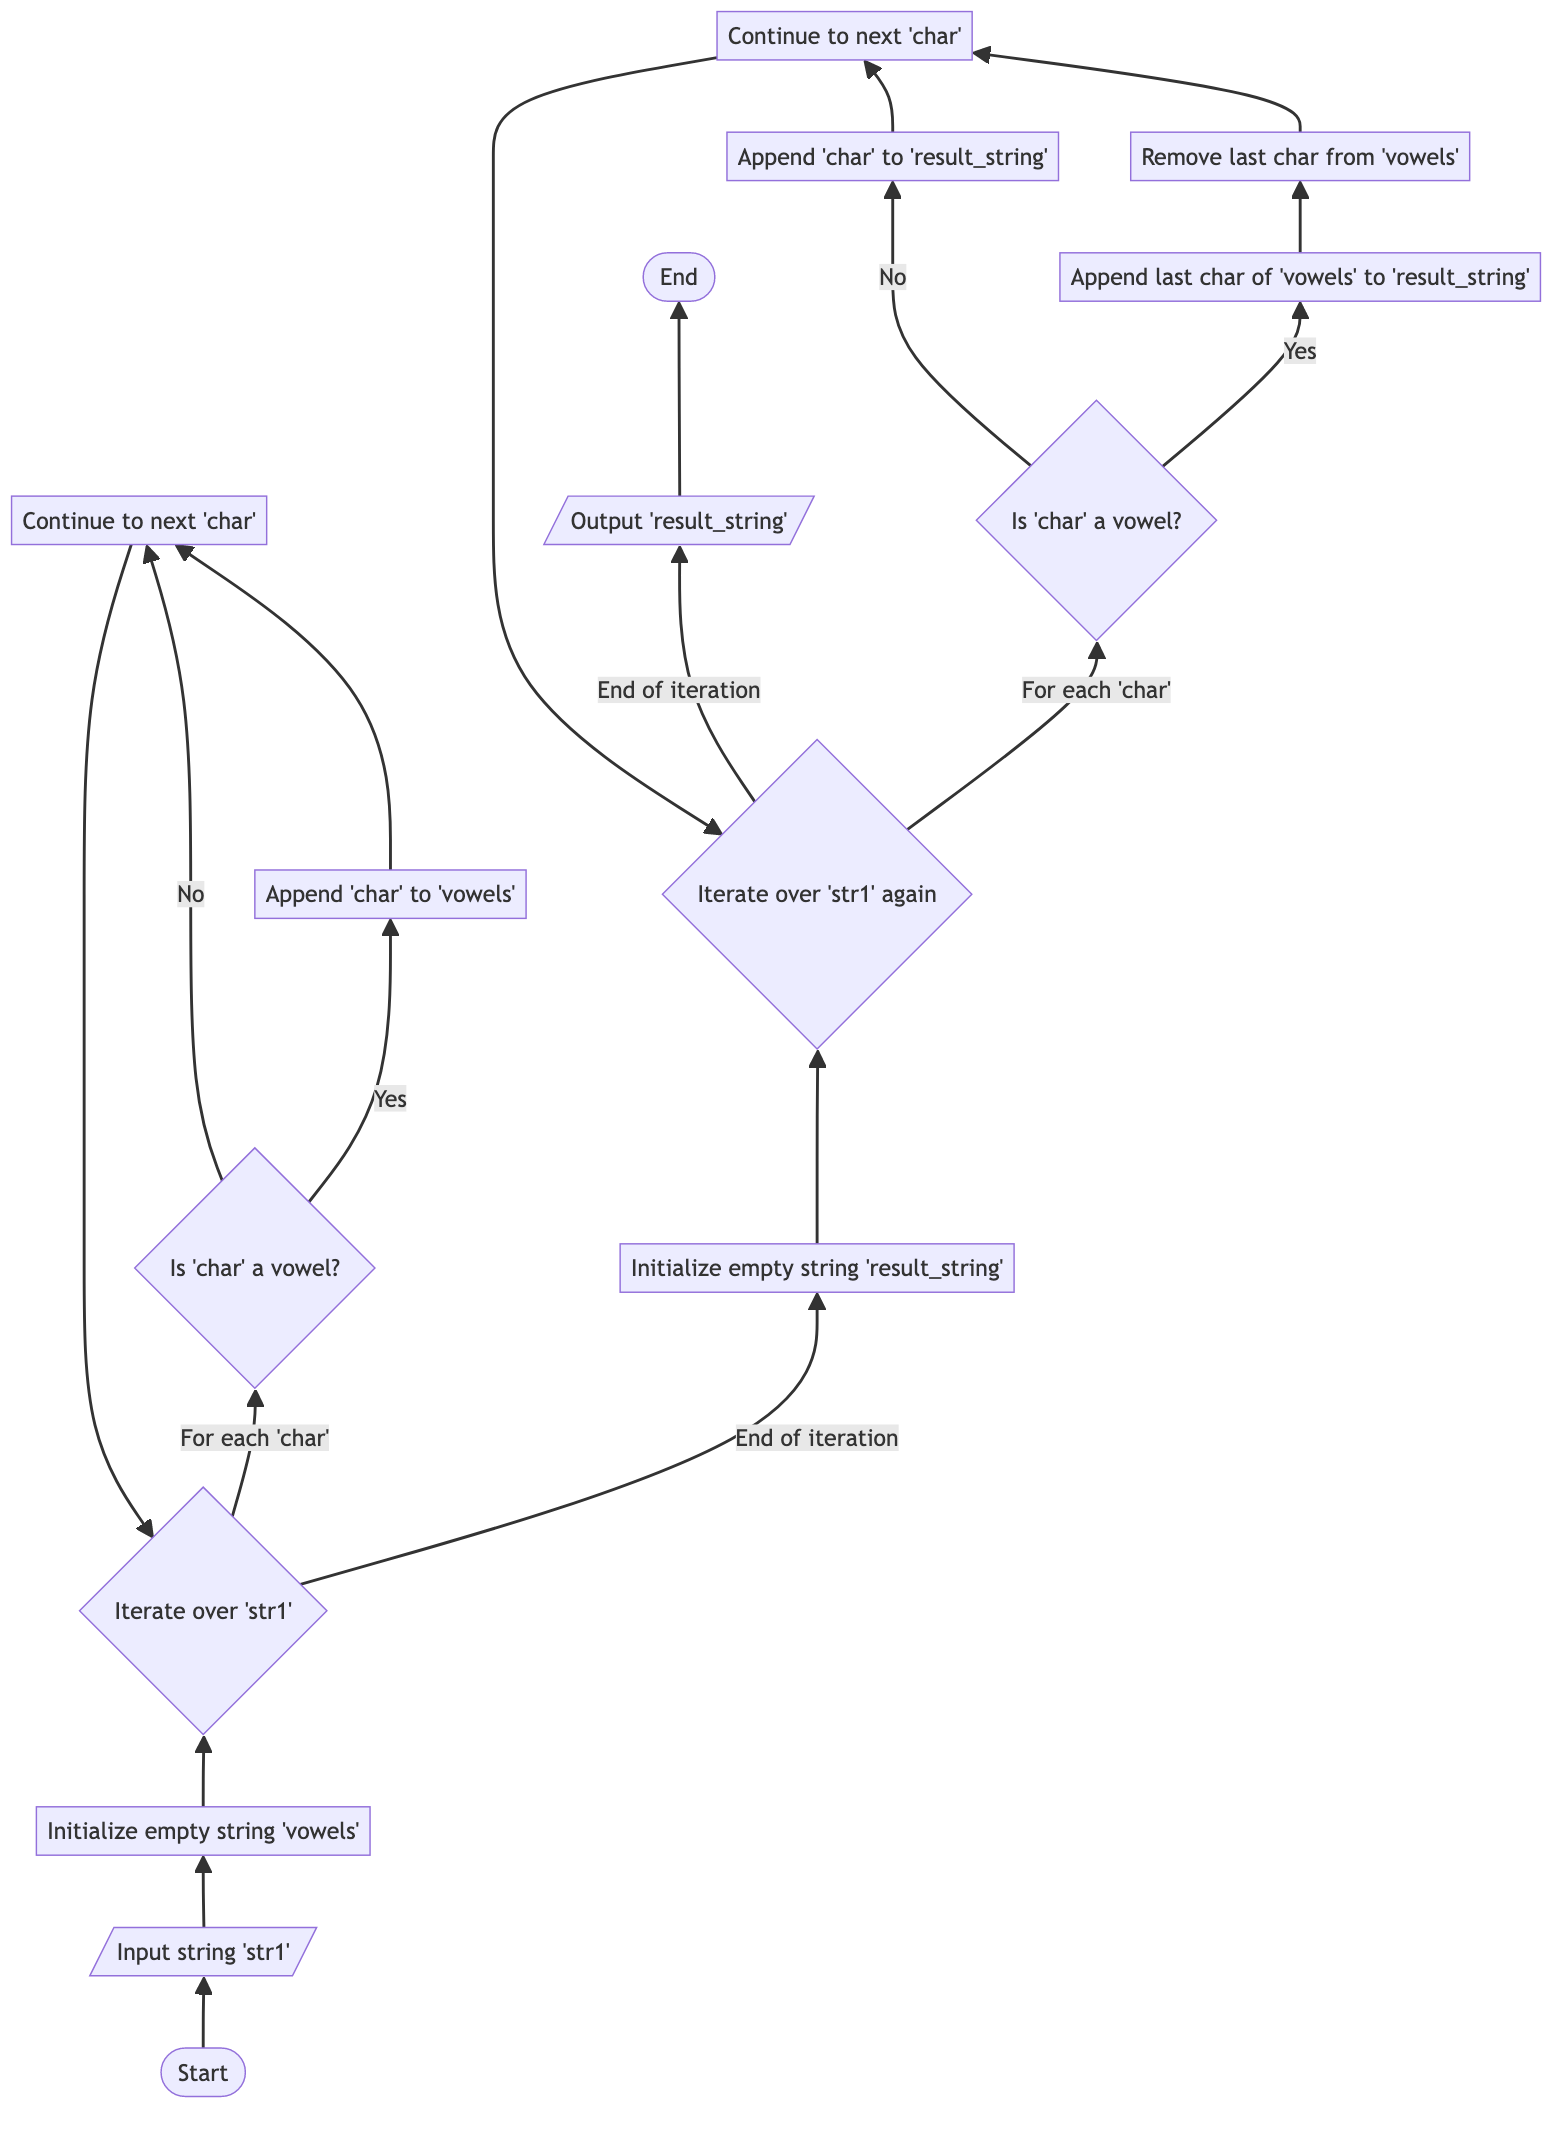 Continue to next 'char'
Append 'char' to 'result_string'
Remove last char from 'vowels'
End
No
Append last char of 'vowels' to 'result_string'
Yes
Continue to next 'char'
Output 'result_string'
Is 'char' a vowel?
End of iteration
For each 'char'
No
Append 'char' to 'vowels'
Iterate over 'str1' again
Yes
Is 'char' a vowel?
Initialize empty string 'result_string'
For each 'char'
End of iteration
Iterate over 'str1'
Initialize empty string 'vowels'
Input string 'str1'
Start